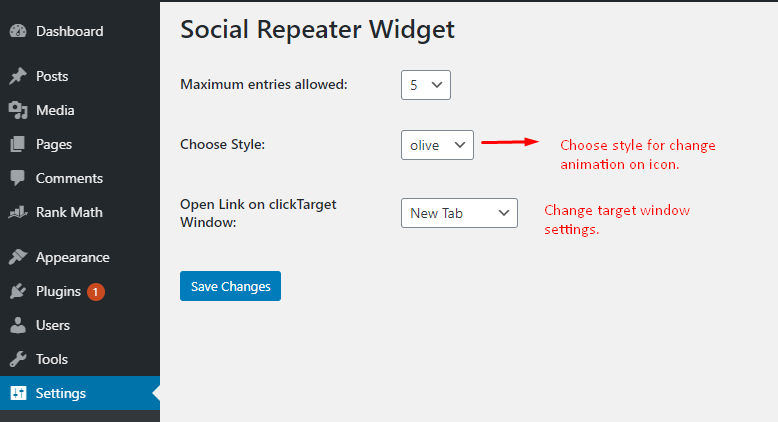 Dashboard
Posts
Media
Pages
Comments
Rank Math
Appearance
Plugins 1
Users
Tools
Settings
Social Repeater Widget
Maximum entries allowed:
5
Choose Style:
olive
Choose style for change
animation on icon.
Open Link on clickTarget
Window:
New Tab
Change target window
settings.
Save Changes